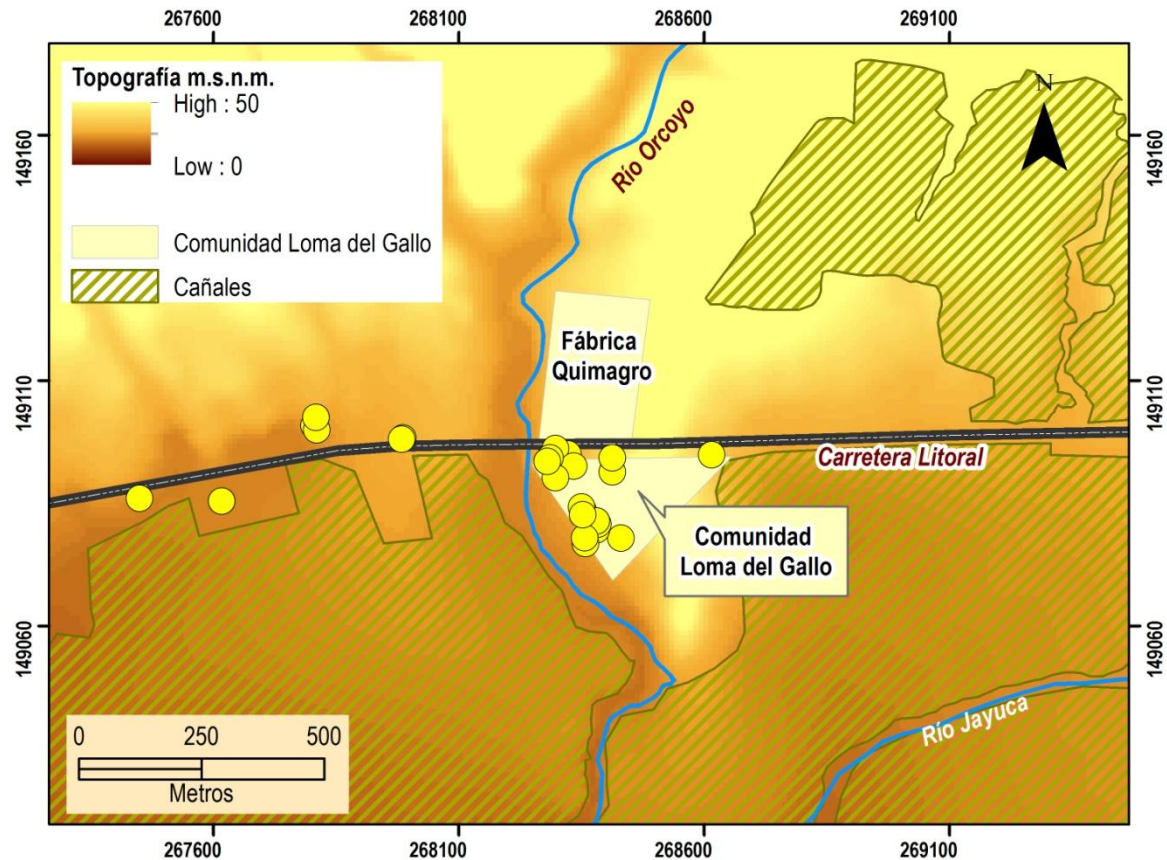 267600 268100 268600 269100
Topografía m.s.n.m.
High : 50
Low : 0
Comunidad Loma del Gallo
Cañales
N
Río Orcoyo
149160
149160
Fábrica
Quimagro
149110
149110
Carretera Litoral
Comunidad
Loma del Gallo
149060
149060
Río Jayuca
0 250 500
Metros
267600 268100 268600 269100